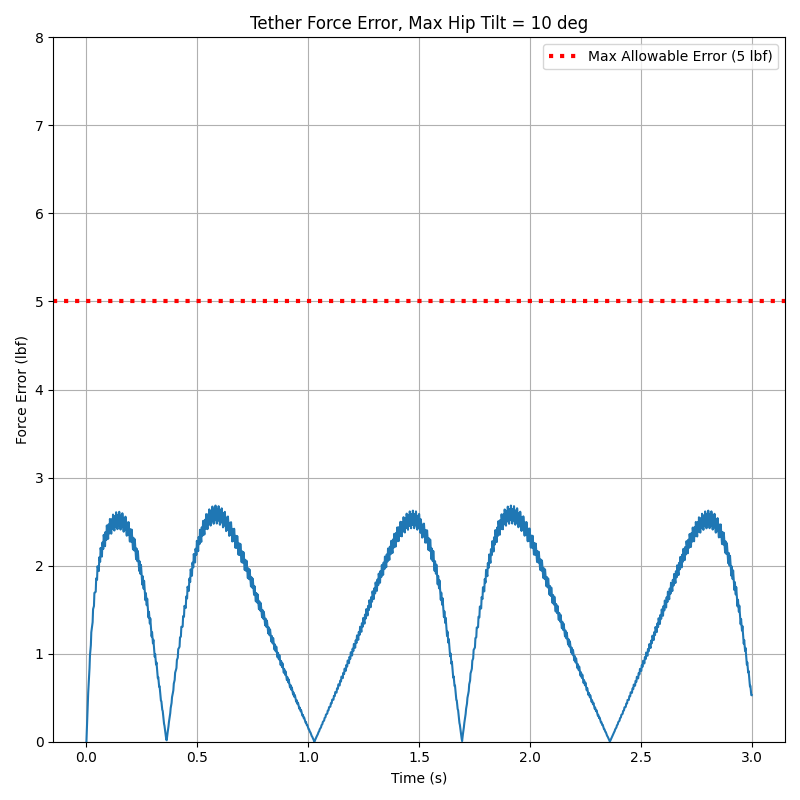 Tether Force Error, Max Hip Tilt = 10 deg
Max Allowable Error (5 lbf)
8
7
6
5
4
3
2
1
0
Force Error (lbf)
0.0 0.5 1.0 1.5 2.0 2.5 3.0
Time (s)